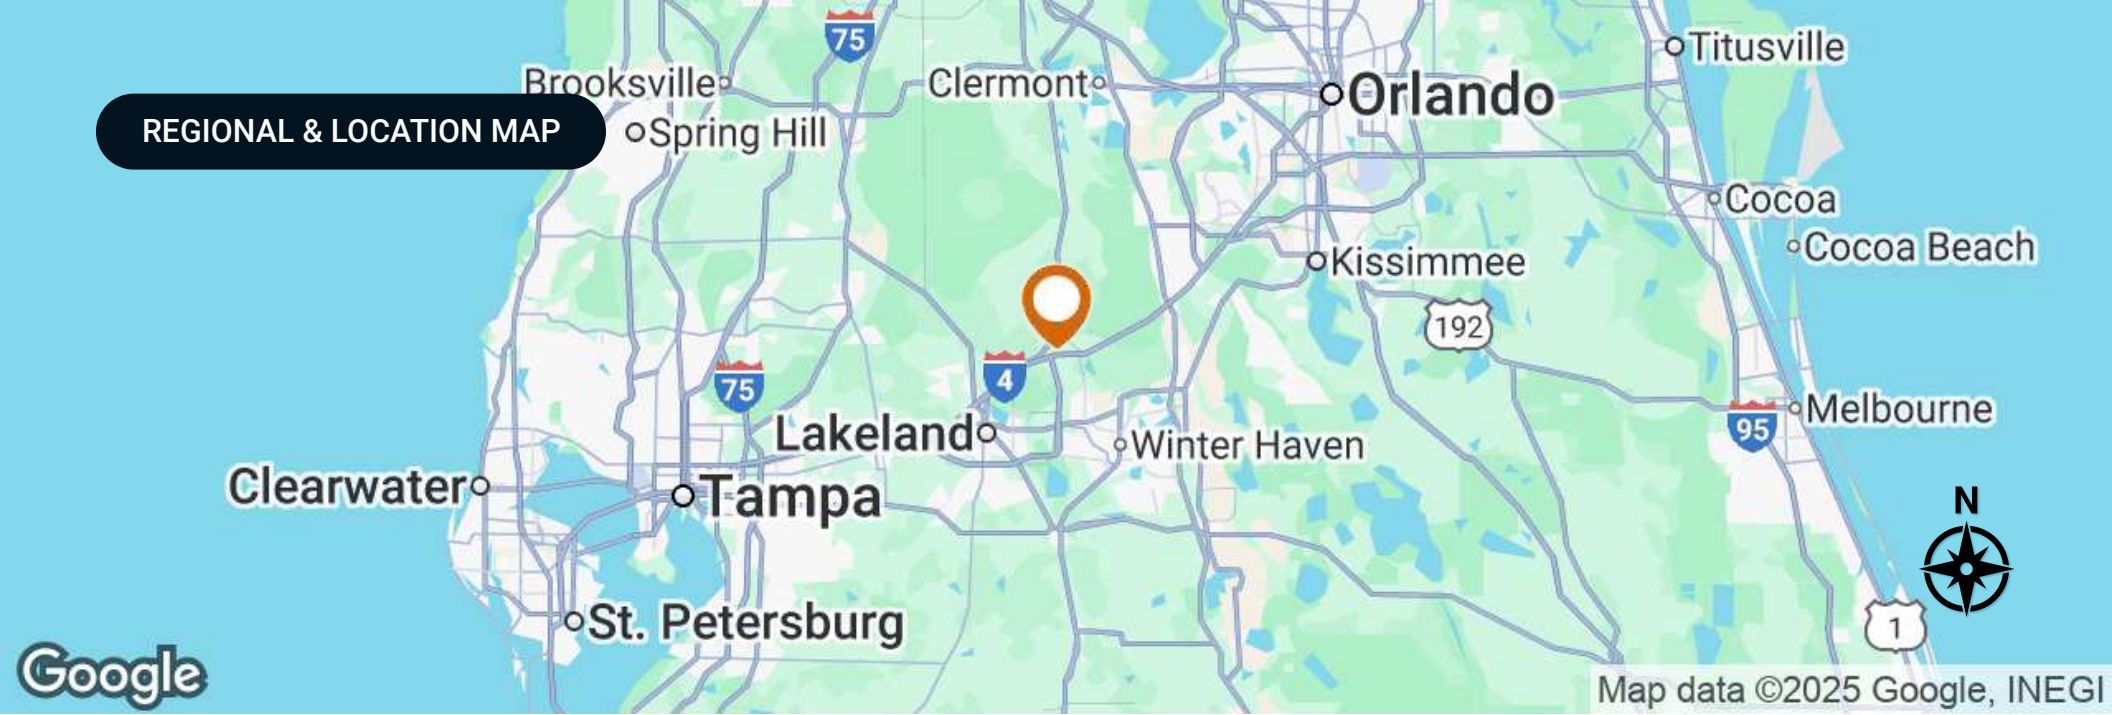 75
Titusville
Brooksville
Clermont
Orlando
REGIONAL & LOCATION MAP
Spring Hill
Cocoa
Cocoa Beach
Kissimmee
192
4
75
Lakeland
Winter Haven
Melbourne
95
Clearwater
Tampa
N
St. Petersburg
1
Google
Map data ©2025 Google, INEGI